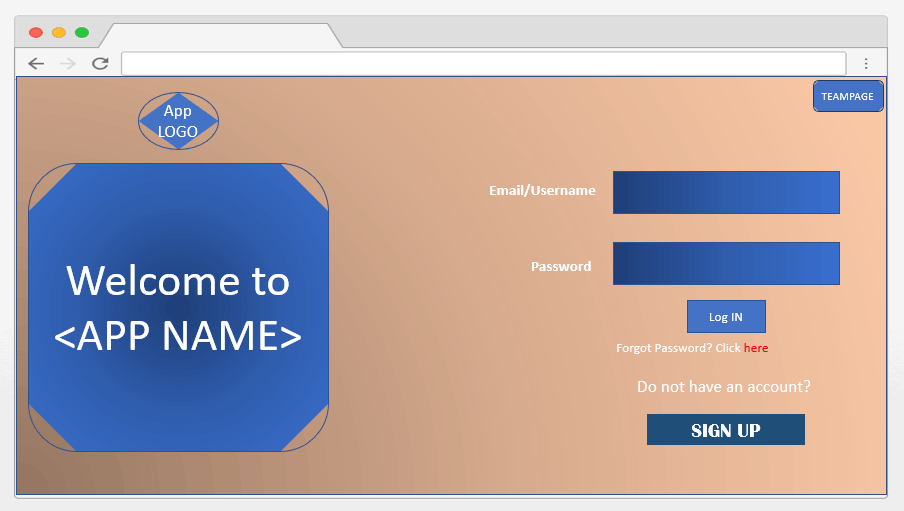 App
LOGO
TEAMPAGE
Welcome to
<APP NAME>
Email/Username
Password
Log IN
Forgot Password? Click here
Do not have an account?
SIGN UP